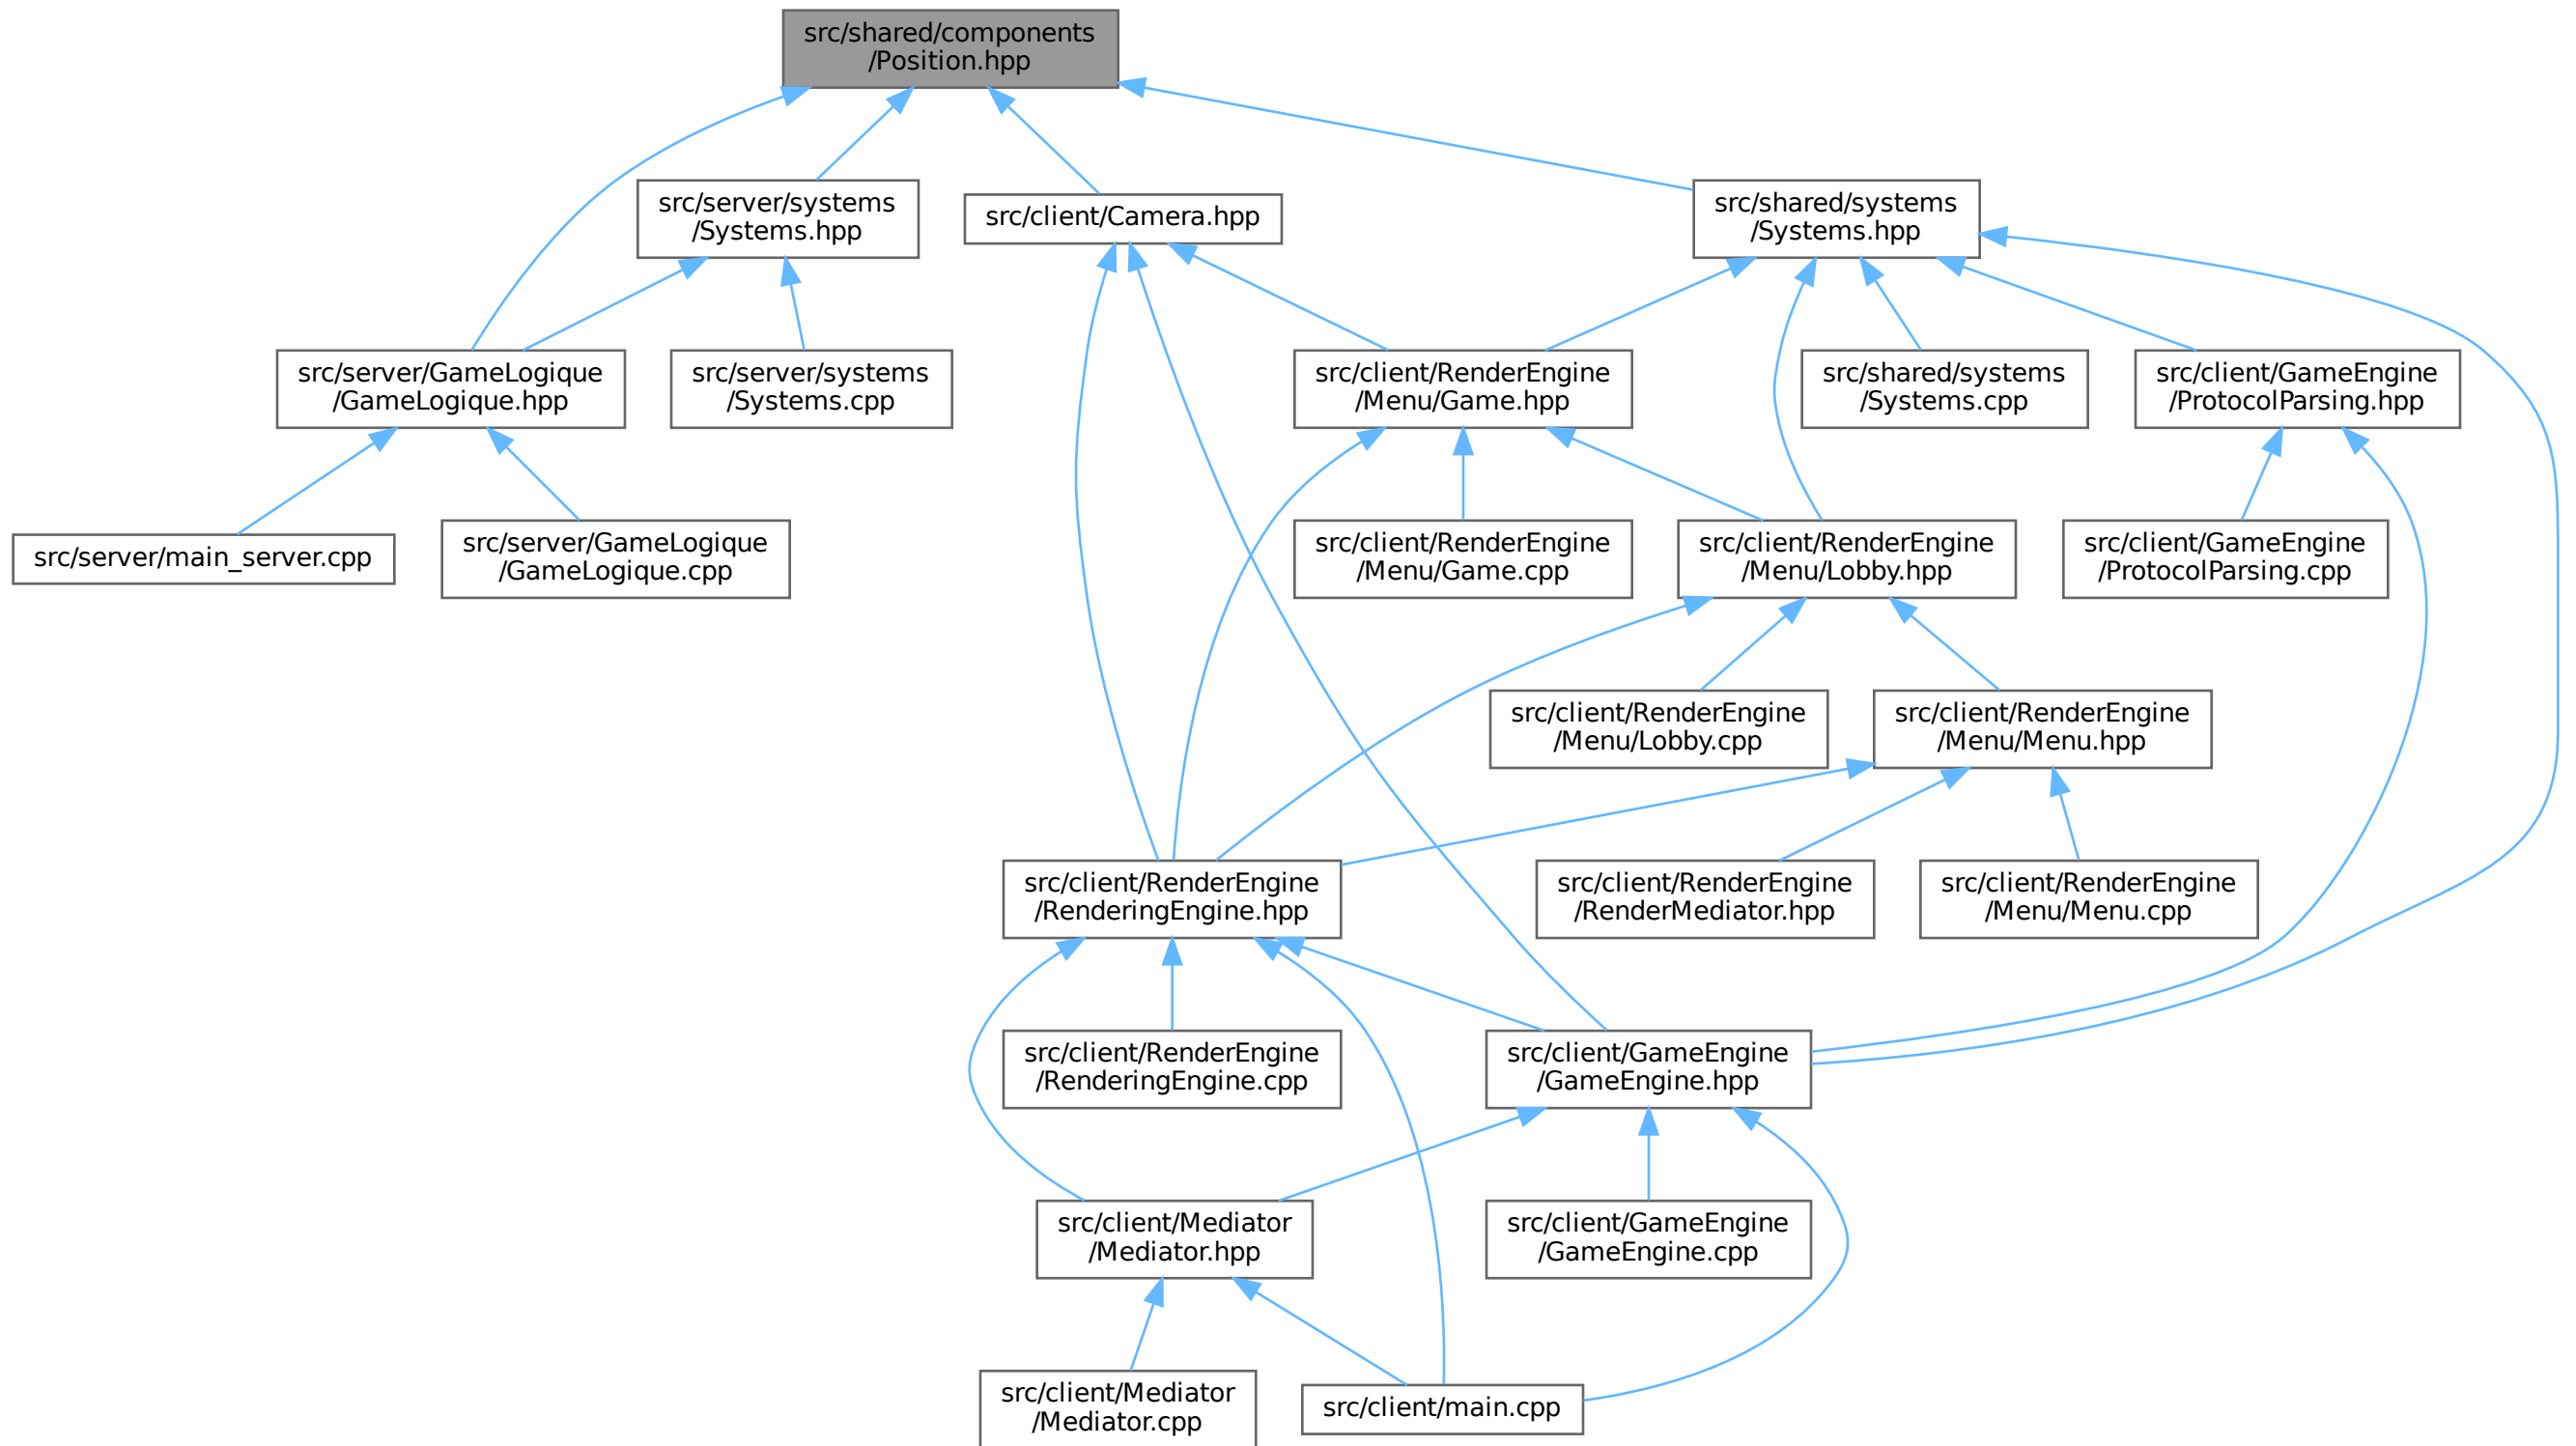 src/shared/components
/Position.hpp
src/server/systems
/Systems.hpp
src/client/Camera.hpp
src/shared/systems
/Systems.hpp
src/server/GameLogique
/GameLogique.hpp
src/server/systems
/Systems.cpp
src/client/RenderEngine
/Menu/Game.hpp
src/shared/systems
/Systems.cpp
src/client/GameEngine
/ProtocolParsing.hpp
src/server/main_server.cpp
src/server/GameLogique
/GameLogique.cpp
src/client/RenderEngine
/Menu/Game.cpp
src/client/RenderEngine
/Menu/Lobby.hpp
src/client/GameEngine
/ProtocolParsing.cpp
src/client/RenderEngine
/Menu/Lobby.cpp
src/client/RenderEngine
/Menu/Menu.hpp
src/client/RenderEngine
/RenderingEngine.hpp
src/client/RenderEngine
/RenderMediator.hpp
src/client/RenderEngine
/Menu/Menu.cpp
src/client/RenderEngine
/RenderingEngine.cpp
src/client/GameEngine
/GameEngine.hpp
src/client/Mediator
/Mediator.hpp
src/client/GameEngine
/GameEngine.cpp
src/client/Mediator
/Mediator.cpp
src/client/main.cpp